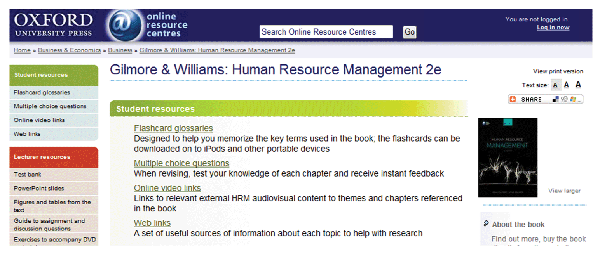 OXFORD
UNIVERSITY PRESS
online
resource
centres
Search Online Resource Centres
Go
You are not logged in
Log in now
Home » Business & Economics » Business » Gilmore & Williams: Human Resource Management 2e
Student resources
Flashcard glossaries
Multiple choice questions
Online video links
Web links
Lecturer resources
Test bank
PowerPoint slides
Figures and tables from the
text
Guide to assignment and
discussion questions
Exercises to accompany DVD
Gilmore & Williams: Human Resource Management 2e
Student resources
Flashcard glossaries
Designed to help you memorize the key terms used in the book; the flashcards can be
downloaded on to iPods and other portable devices
Multiple choice questions
When revising, test your knowledge of each chapter and receive instant feedback
Online video links
Links to relevant external HRM audiovisual content to themes and chapters referenced
in the book
Web links
A set of useful sources of information about each topic to help with research
View print version
Text size: A A A
SHARE
HUMAN RESOURCE
MANAGEMENT
View larger
About the book
Find out more, buy the book